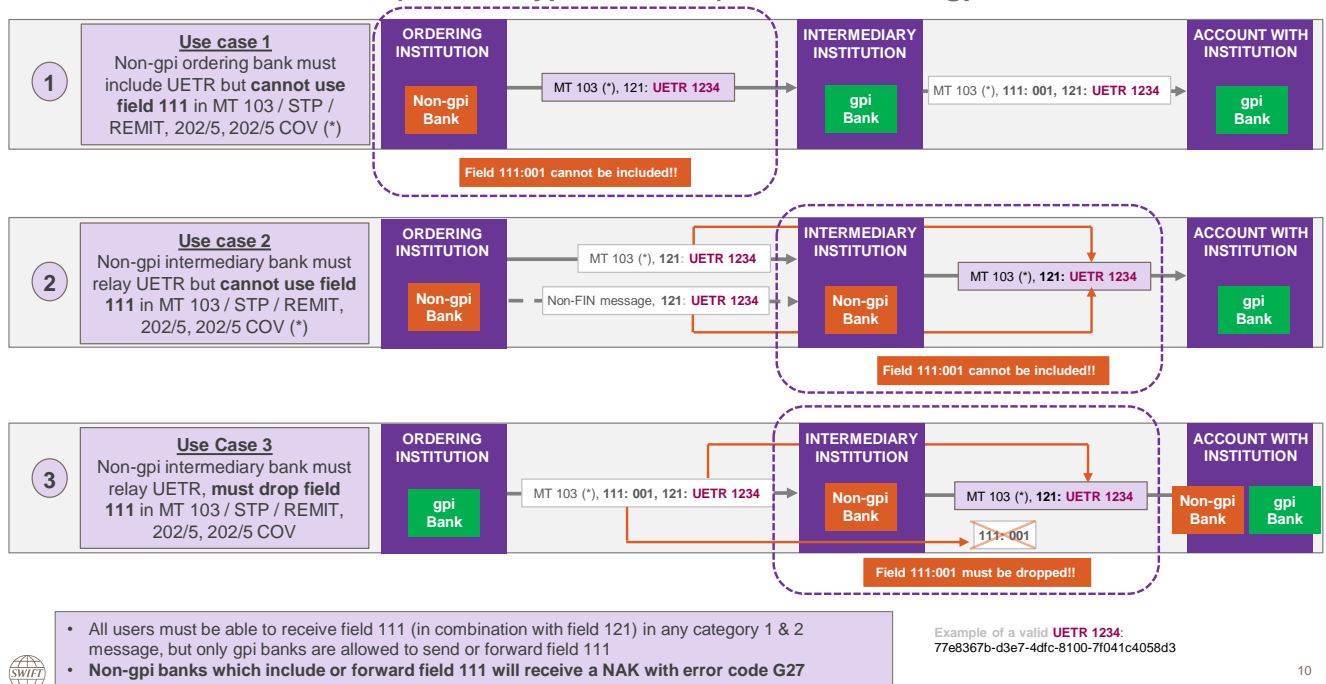 Use case 1
Non-gpi ordering bank must
include UETR but cannot use
field 111 in MT 103 / STP /
REMIT, 202/5, 202/5 COV (*)
1
ORDERING
INSTITUTION
Non-gpi
Bank
MT 103 (*), 121: UETR 1234
INTERMEDIARY
INSTITUTION
gpi
Bank
MT 103 (*), 111: 001, 121: UETR 1234
ACCOUNT WITH
INSTITUTION
gpi
Bank
Field 111:001 cannot be included!!
Use case 2
Non-gpi intermediary bank must
relay UETR but cannot use field
111 in MT 103 / STP / REMIT,
202/5, 202/5 COV (*)
2
ORDERING
INSTITUTION
Non-gpi
Bank
MT 103 (*), 121: UETR 1234
Non-FIN message, 121: UETR 1234
INTERMEDIARY
INSTITUTION
Non-gpi
Bank
MT 103 (*), 121: UETR 1234
ACCOUNT WITH
INSTITUTION
gpi
Bank
Field 111:001 cannot be included!!
Use Case 3
Non-gpi intermediary bank must
relay UETR, must drop field
111 in MT 103 / STP / REMIT,
202/5, 202/5 COV
3
ORDERING
INSTITUTION
gpi
Bank
MT 103 (*), 111: 001, 121: UETR 1234
INTERMEDIARY
INSTITUTION
Non-gpi
Bank
MT 103 (*), 121: UETR 1234
111: 001
ACCOUNT WITH
INSTITUTION
Non-gpi
Bank
gpi
Bank
Field 111:001 must be dropped!!
• All users must be able to receive field 111 (in combination with field 121) in any category 1 & 2
message, but only gpi banks are allowed to send or forward field 111
• Non-gpi banks which include or forward field 111 will receive a NAK with error code G27
Example of a valid UETR 1234:
77e8367b-d3e7-4dfc-8100-7f041c4058d3
SWIFT
10